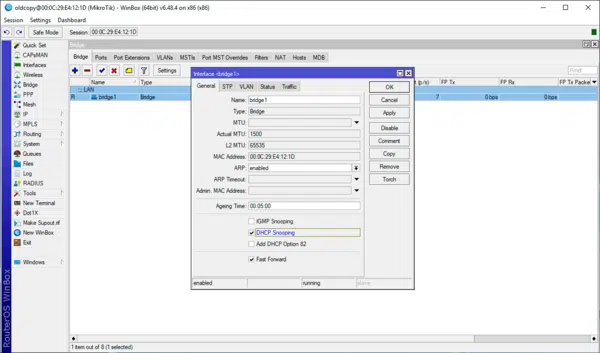 oldcopy@00:0C:29:E4:12:1D (MikroTik) - WinBox (64bit) v6.48.4 on x86 (x86)
Session Settings Dashboard
Safe Mode Session: 00:0C:29:E4:12:1D
Quick Set
CAPsMAN
Interfaces
Wireless
Bridge
PPP
Mesh
IP
MPLS
Routing
System
Queues
Files
Log
RADIUS
Tools
New Terminal
Dot1X
Make Supout.rif
New WinBox
Exit
Windows
RouterOS WinBox
Bridge
Bridge Ports Port Extensions VLANs MSTIs Port MST Overrides Filters NAT Hosts MDB
Settings Find
Name Type (p/s) FP Tx FP Rx FP Tx Packet
::: LAN
R bridge1 Bridge 7 0 bps 0 bps
Interface <bridge1>
General STP VLAN Status Traffic
Name: bridge1
Type: Bridge
MTU:
Actual MTU: 1500
L2 MTU: 65535
MAC Address: 00:0C:29:E4:12:1D
ARP: enabled
ARP Timeout:
Admin. MAC Address:
Ageing Time: 00:05:00
IGMP Snooping
DHCP Snooping
Add DHCP Option 82
Fast Forward
OK
Cancel
Apply
Disable
Comment
Copy
Remove
Torch
enabled running slave
1 item out of 8 (1 selected)